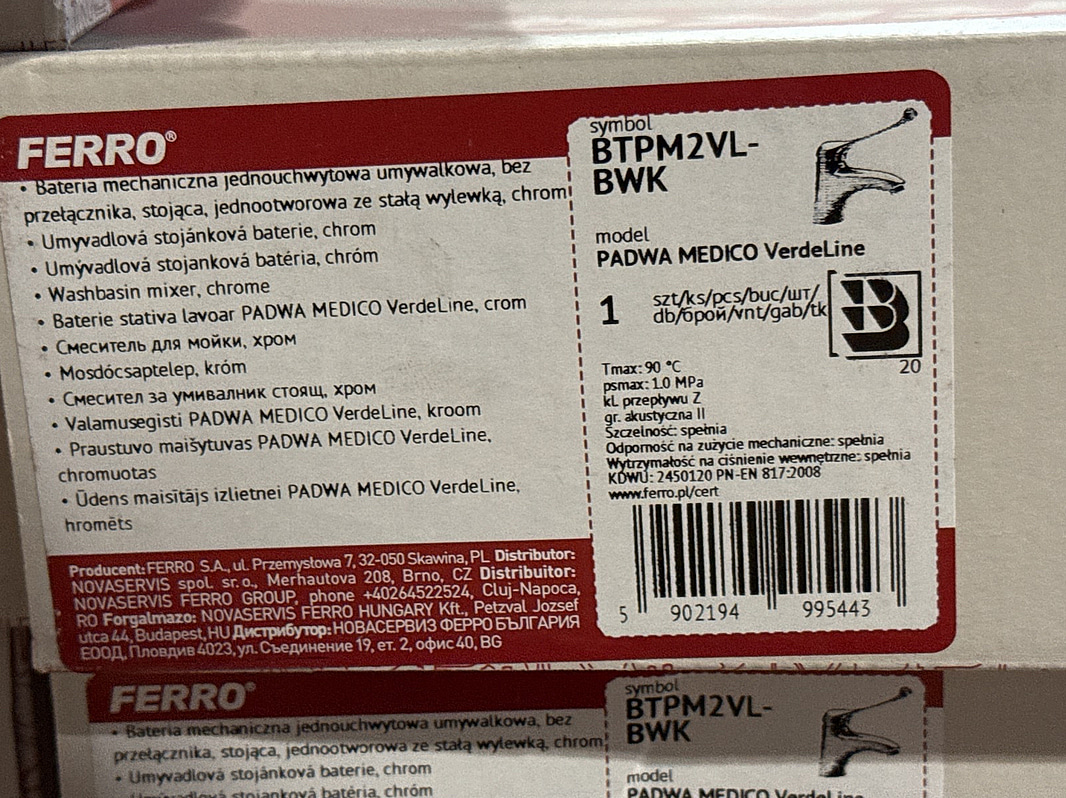 FERRO®
• Bateria mechaniczna jednouchwytowa umywalkowa, bez
przełącznika, stojąca, jednootworowa ze stałą wylewką, chrom
• Umyvadlová stojánková baterie, chrom
• Umývadlová stojanková batéria, chróm
• Washbasin mixer, chrome
• Baterie stativa lavoar PADWA MEDICO VerdeLine, crom
• Смеситель для мойки, хром
• Mosdócsaptelep, króm
• Смесител за умивалник стоящ, хром
• Valamusegisti PADWA MEDICO VerdeLine, kroom
• Praustuvo maišytuvas PADWA MEDICO VerdeLine,
chromuotas
• Ūdens maisītājs izlietnei PADWA MEDICO VerdeLine,
hromēts
Producent: FERRO S.A., ul. Przemysłowa 7, 32-050 Skawina, PL Distributor:
NOVASERVIS spol. sr.o., Merhautova 208, Brno, CZ Distribuitor:
NOVASERVIS FERRO GROUP, phone +40264522524, Cluj-Napoca,
RO Forgalmazo: NOVASERVIS FERRO HUNGARY Kft., Petzval Jozsef
utca 44, Budapest, HU Дистрибутор: НОВАСЕРВИЗ ФЕРРО БЪЛГАРИЯ
ЕООД, Пловдив 4023, ул. Съединение 19, ет. 2, офис 40, BG
symbol
BTPM2VL-
BWK
model
PADWA MEDICO VerdeLine
1 szt/ks/pcs/buc/шт/
db/брой/vnt/gab/tk
B
20
Tmax: 90 °C
psmax: 1.0 MPa
kl. przepływu Z
gr. akustyczna II
Szczelność: spełnia
Odporność na zużycie mechaniczne: spełnia
Wytrzymałość na ciśnienie wewnętrzne: spełnia
KDWU: 2450120 PN-EN 817:2008
www.ferro.pl/cert
5 902194 995443
FERRO®
• Bateria mechaniczna jednouchwytowa umywalkowa, bez
przełącznika, stojąca, jednootworowa ze stałą wylewką, chrom
• Umyvadlová stojánková baterie, chrom
• Umývadlová stojanková batéria, chróm
symbol
BTPM2VL-
BWK
model
PADWA MEDICO VerdeLine